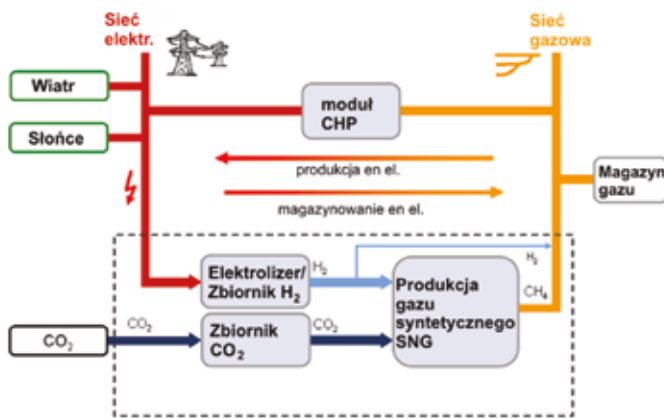 Sieć
elektr.
Sieć
gazowa
Wiatr
moduł
CHP
Słońce
produkcja en el.
Magazyn
gazu
magazynowanie en el.
Elektrolizer/
Zbiornik H₂
H₂
H₂
Produkcja
gazu
syntetycznego
SNG
CH₄
CO₂
CO₂
Zbiornik
CO₂
CO₂